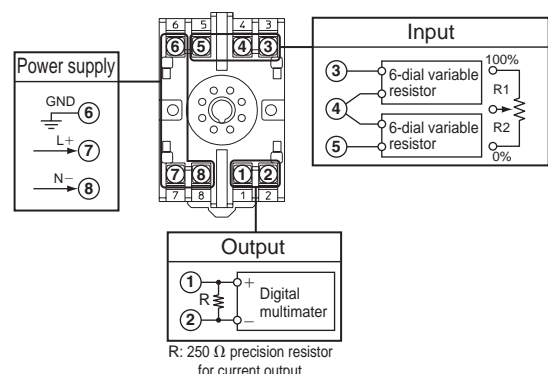 6 5 4 3
6 5 4 3
Power supply
GND
6
L+
7
N−
8
7 8 1 2
7 8 1 2
Input
3
6-dial variable
resistor
4
6-dial variable
resistor
5
100%
R1
R2
0%
Output
1
R
2
+
−
Digital
multimater
R: 250 Ω precision resistor
for current output